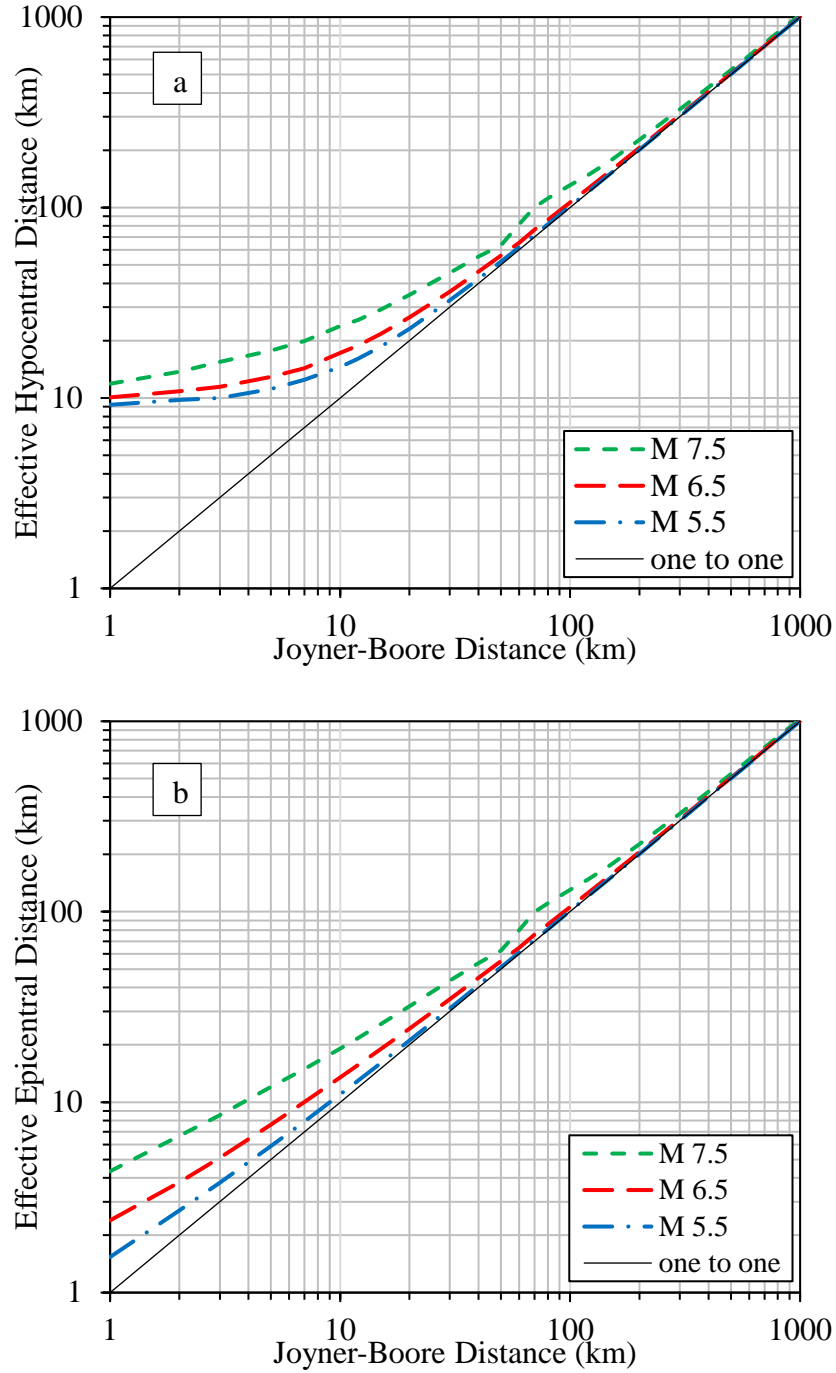 1000
a
100
10
1
Effective Hypocentral Distance (km)
M 7.5
M 6.5
M 5.5
one to one
1 10 100 1000
Joyner-Boore Distance (km)
1000
b
100
10
1
Effective Epicentral Distance (km)
M 7.5
M 6.5
M 5.5
one to one
1 10 100 1000
Joyner-Boore Distance (km)